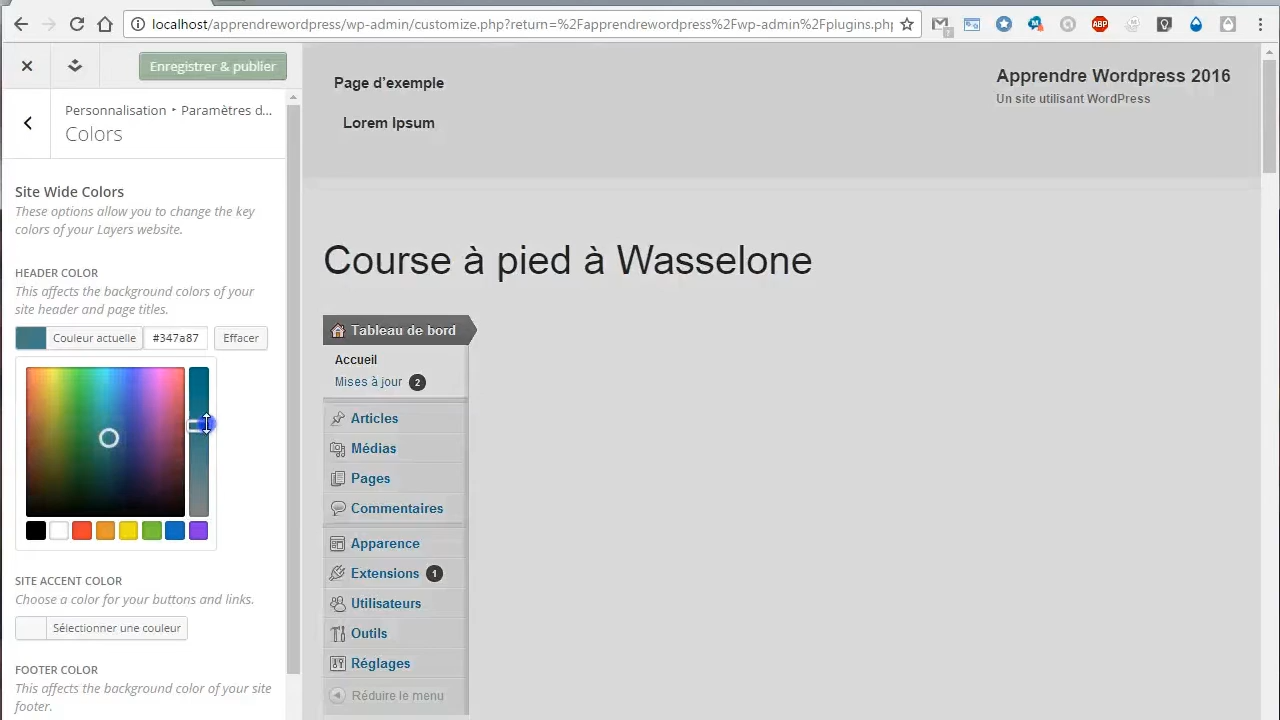 localhost/apprendrewordpress/wp-admin/customize.php?return=%2Fapprendrewordpress%2Fwp-admin%2Fplugins.php
ABP
Enregistrer & publier
Personnalisation ‣ Paramètres d...
Colors
Site Wide Colors
These options allow you to change the key
colors of your Layers website.
HEADER COLOR
This affects the background colors of your
site header and page titles.
Couleur actuelle
#347a87
Effacer
SITE ACCENT COLOR
Choose a color for your buttons and links.
Sélectionner une couleur
FOOTER COLOR
This affects the background color of your site
footer.
Page d'exemple
Lorem Ipsum
Apprendre Wordpress 2016
Un site utilisant WordPress
Course à pied à Wasselone
Tableau de bord
Accueil
Mises à jour 2
Articles
Médias
Pages
Commentaires
Apparence
Extensions 1
Utilisateurs
Outils
Réglages
Réduire le menu